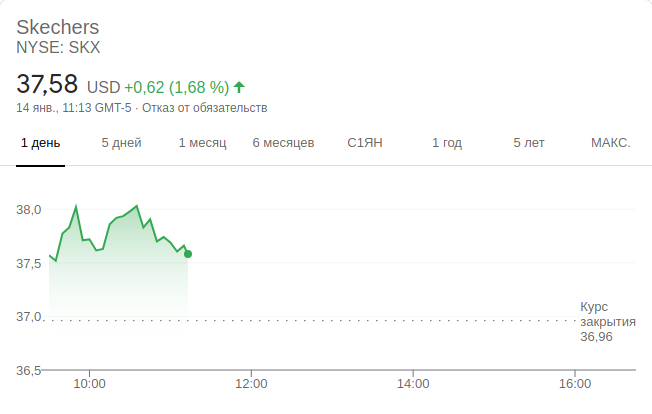 Skechers
NYSE: SKX
37,58 USD +0,62 (1,68 %)
14 янв., 11:13 GMT-5 · Отказ от обязательств
1 день 5 дней 1 месяц 6 месяцев С1ЯН 1 год 5 лет МАКС.
38,0
37,5
37,0
Курс
закрытия
36,96
36,5
10:00 12:00 14:00 16:00